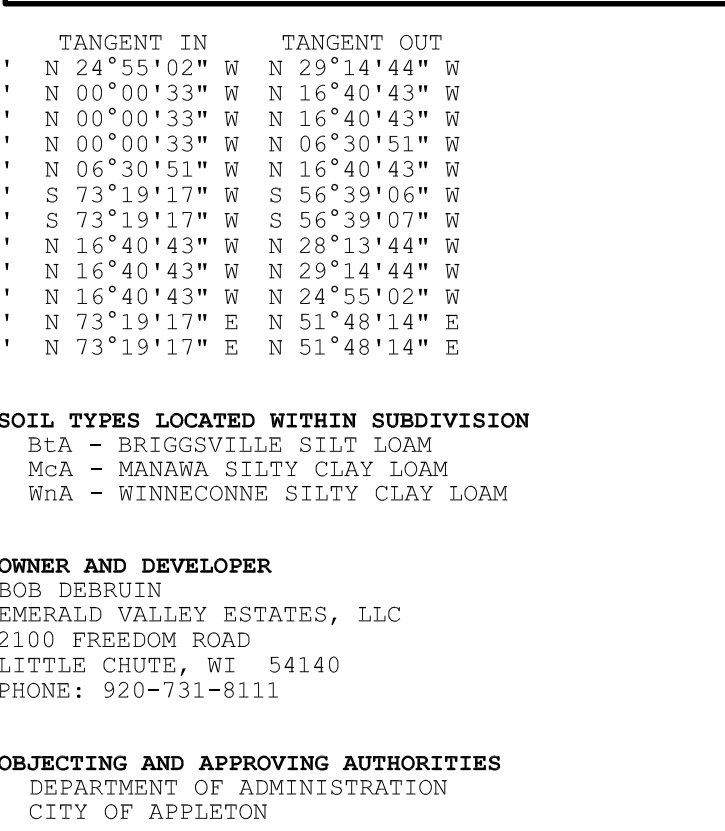 TANGENT IN TANGENT OUT
' N 24°55'02" W N 29°14'44" W
' N 00°00'33" W N 16°40'43" W
' N 00°00'33" W N 16°40'43" W
' N 00°00'33" W N 06°30'51" W
' N 06°30'51" W N 16°40'43" W
' S 73°19'17" W S 56°39'06" W
' S 73°19'17" W S 56°39'07" W
' N 16°40'43" W N 28°13'44" W
' N 16°40'43" W N 29°14'44" W
' N 16°40'43" W N 24°55'02" W
' N 73°19'17" E N 51°48'14" E
' N 73°19'17" E N 51°48'14" E
SOIL TYPES LOCATED WITHIN SUBDIVISION
BtA - BRIGGSVILLE SILT LOAM
McA - MANAWA SILTY CLAY LOAM
WnA - WINNECONNE SILTY CLAY LOAM
OWNER AND DEVELOPER
BOB DEBRUIN
EMERALD VALLEY ESTATES, LLC
2100 FREEDOM ROAD
LITTLE CHUTE, WI 54140
PHONE: 920-731-8111
OBJECTING AND APPROVING AUTHORITIES
DEPARTMENT OF ADMINISTRATION
CITY OF APPLETON